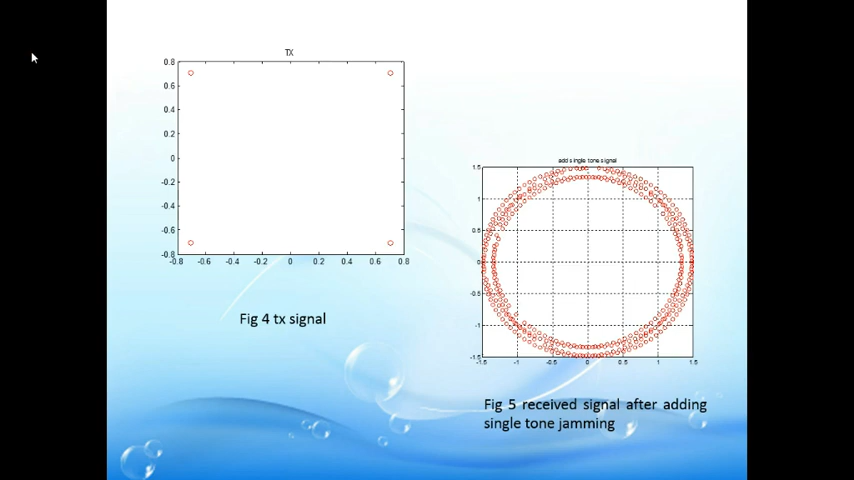 TX
0.8
0.6
0.4
0.2
0
-0.2
-0.4
-0.6
-0.8
-0.8 -0.6 -0.4 -0.2 0 0.2 0.4 0.6 0.8
Fig 4 tx signal
add single tone signal
1.5
1
0.5
0
-0.5
-1
-1.5
-1.5 -1 -0.5 0 0.5 1 1.5
Fig 5 received signal after adding
single tone jamming